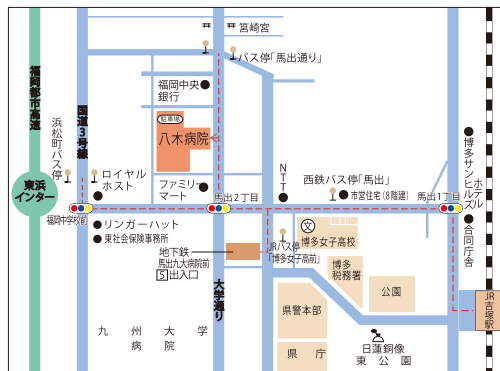 筥崎宮
バス停「馬出通り」
福岡都市高速
国道3号線
浜松町バス停
福岡中央
銀行
駐車場
八木病院
東浜
インター
ロイヤル
ホスト
ファミリー
マート
NTT
西鉄バス停「馬出」
市営住宅(8階建)
馬出1丁目
博多サンヒルズホテル
合同庁舎
福岡中学校前
馬出2丁目
リンガーハット
東社会保険事務所
文
博多女子高校
JRバス停
「博多女子高前」
地下鉄
馬出九大病院前
5出入口
大学通り
博多
税務署
公園
JR吉塚駅
県警本部
九州大学
病院
県庁
日蓮銅像
東公園